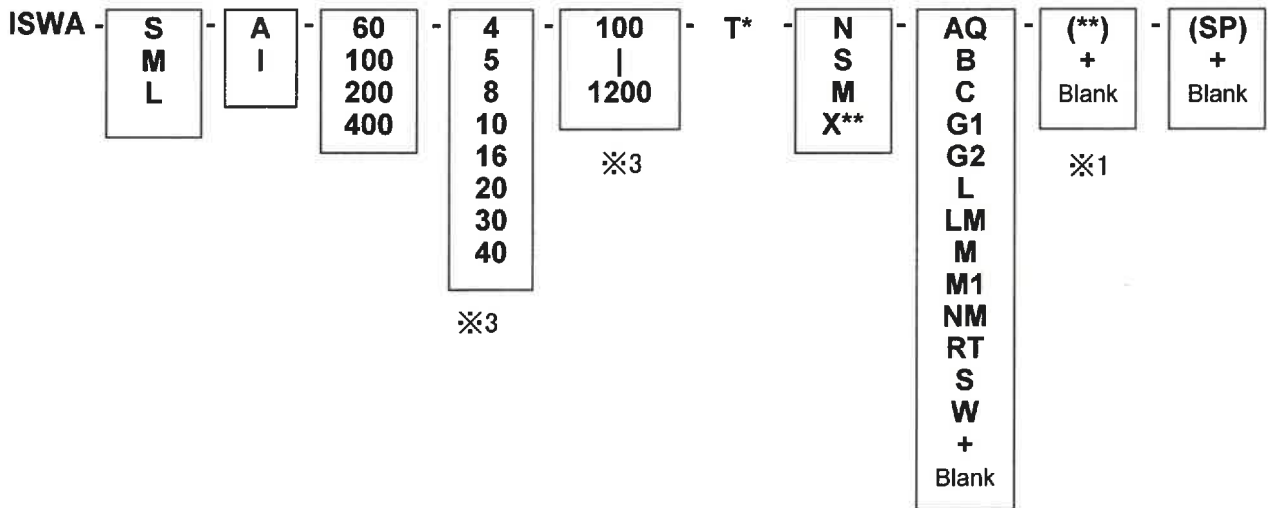 ISWA - S - A - 60 - 4 - 100 - T* - N - AQ - (**) - (SP)
M I 100 5 | S B + +
L 200 8 1200 M C Blank Blank
400 10 X** G1
16 ※3 G2 ※1
20 L
30 LM
40 M
M1
※3 NM
RT
S
W
+
Blank